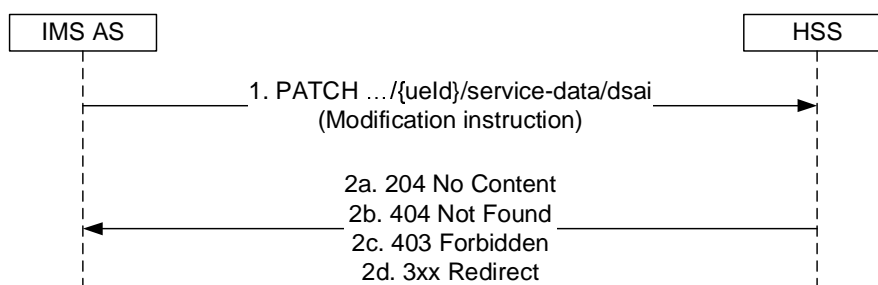 IMS AS
HSS
1. PATCH …/{ueId}/service-data/dsai
(Modification instruction)
2a. 204 No Content
2b. 404 Not Found
2c. 403 Forbidden
2d. 3xx Redirect